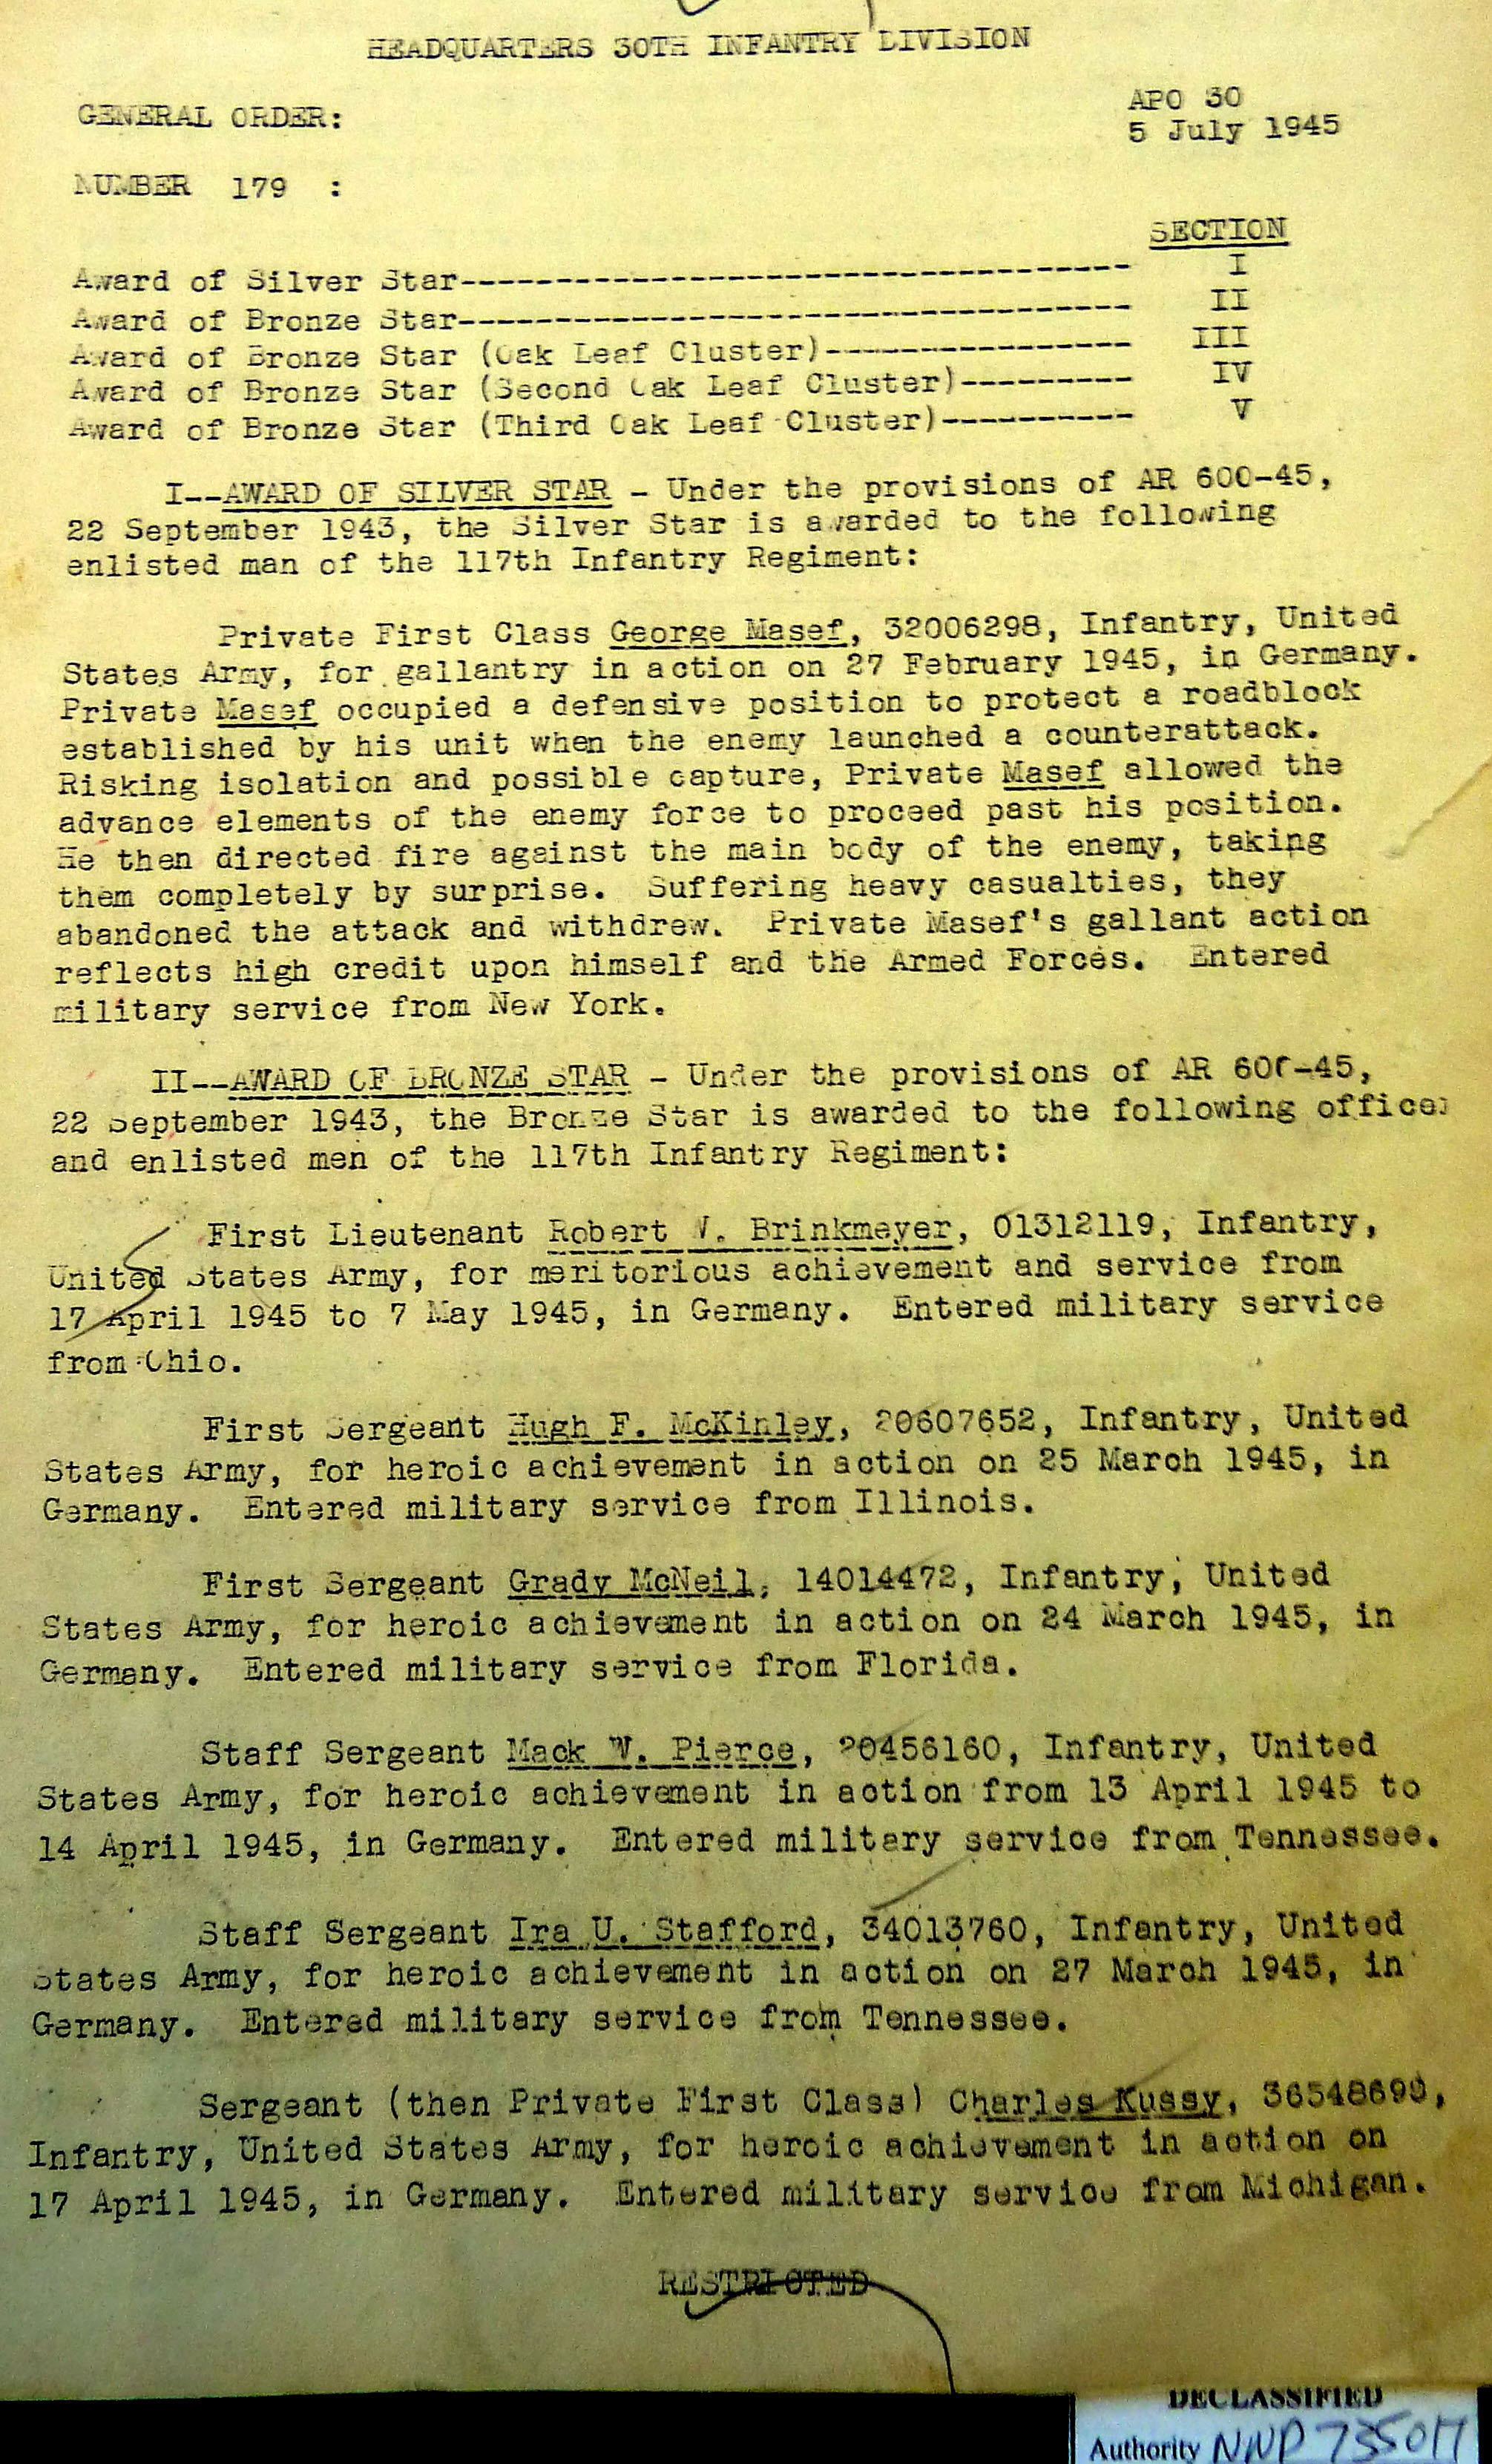 HEADQUARTERS 30TH INFANTRY DIVISION
APO 30
GENERAL ORDER:
5 July 1945
NUMBER 179 :
SECTION
Award of Silver Star----------------------------------- I
Award of Bronze Star----------------------------------- II
Award of Bronze Star (Oak Leaf Cluster)---------------- III
Award of Bronze Star (Second Oak Leaf Cluster)--------- IV
Award of Bronze Star (Third Oak Leaf Cluster)---------- V
I--AWARD OF SILVER STAR - Under the provisions of AR 600-45,
22 September 1943, the Silver Star is awarded to the following
enlisted man of the 117th Infantry Regiment:
Private First Class George Masef, 32006298, Infantry, United
States Army, for gallantry in action on 27 February 1945, in Germany.
Private Masef occupied a defensive position to protect a roadblock
established by his unit when the enemy launched a counterattack.
Risking isolation and possible capture, Private Masef allowed the
advance elements of the enemy force to proceed past his position.
He then directed fire against the main body of the enemy, taking
them completely by surprise. Suffering heavy casualties, they
abandoned the attack and withdrew. Private Masef's gallant action
reflects high credit upon himself and the Armed Forces. Entered
military service from New York.
II--AWARD OF BRONZE STAR - Under the provisions of AR 600-45,
22 September 1943, the Bronze Star is awarded to the following officer
and enlisted men of the 117th Infantry Regiment:
First Lieutenant Robert Brinkmeyer, 01312119, Infantry,
United States Army, for meritorious achievement and service from
17 April 1945 to 7 May 1945, in Germany. Entered military service
from Ohio.
First Sergeant Hugh F. McKinley, 20607652, Infantry, United
States Army, for heroic achievement in action on 25 March 1945, in
Germany. Entered military service from Illinois.
First Sergeant Grady McNeil, 14014472, Infantry, United
States Army, for heroic achievement in action on 24 March 1945, in
Germany. Entered military service from Florida.
Staff Sergeant Mack W. Pierce, 20456160, Infantry, United
States Army, for heroic achievement in action from 13 April 1945 to
14 April 1945, in Germany. Entered military service from Tennessee.
Staff Sergeant Ira U. Stafford, 34013760, Infantry, United
States Army, for heroic achievement in action on 27 March 1945, in
Germany. Entered military service from Tennessee.
Sergeant (then Private First Class) Charles Kussy, 36548690,
Infantry, United States Army, for heroic achievement in action on
17 April 1945, in Germany. Entered military service from Michigan.
RESTRICTED
DECLASSIFIED
Authority NND 735017